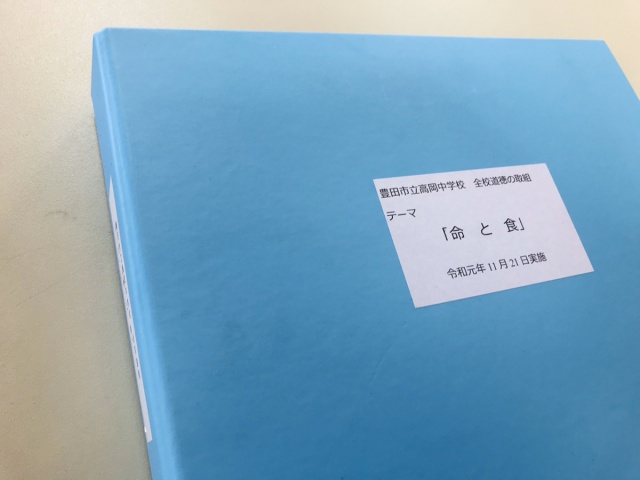 豊田市立高岡中学校　全校道徳の取組
テーマ
「命　と　食」
令和元年 11 月 21 日実施